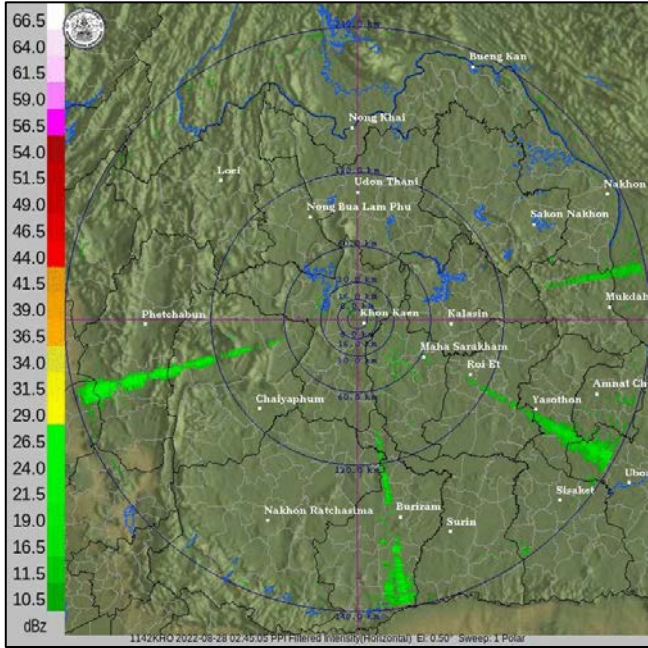 66.5
64.0
61.5
59.0
56.5
54.0
51.5
49.0
46.5
44.0
41.5
39.0
36.5
34.0
31.5
29.0
26.5
24.0
21.5
19.0
16.5
11.5
10.5
dBz
Bueng Kan
Nong Khai
Loei
Udon Thani
Nakhon
Nong Bua Lam Phu
Sakon Nakhon
Mukdah
Phetchabun
Khon Kaen
Kalasin
Maha Sarakham
Roi Et
Amnat Ch
Chaiyaphum
Yasothon
120.0 km
Ubo
Sisaket
Nakhon Ratchasima
Buriram
Surin
1142KHO 2022-08-28 02:45:05 PPI Filtered Intensity(Horizontal) El: 0.50° Sweep: 1 Polar